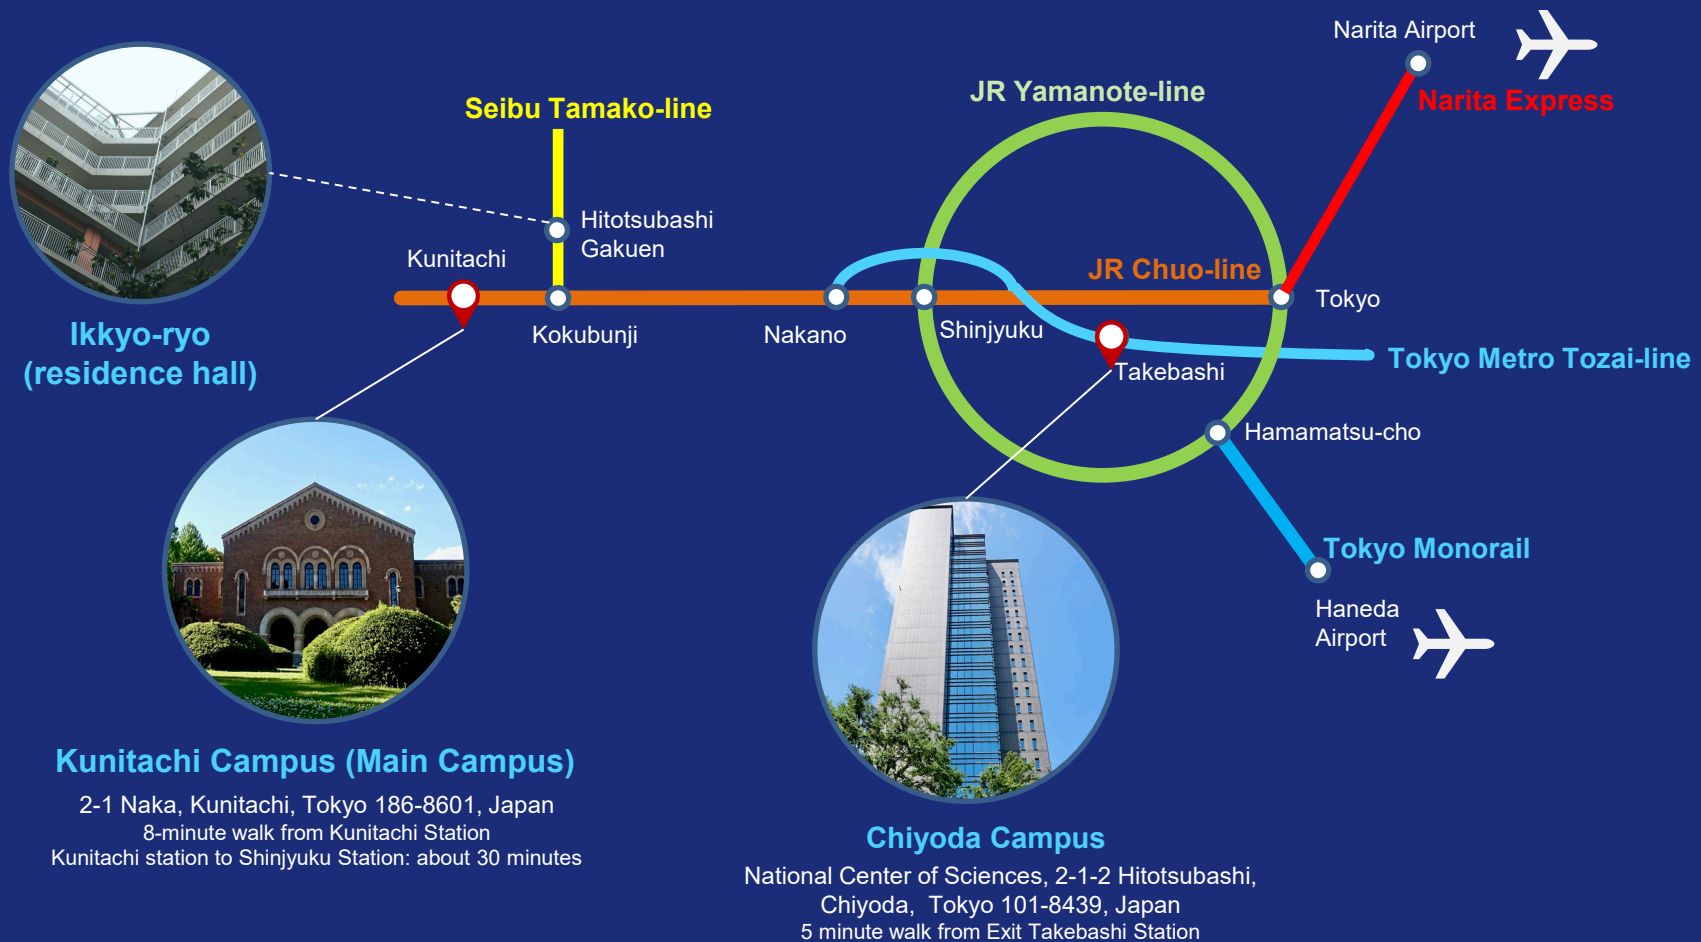 Narita Airport
Narita Express
JR Yamanote-line
Seibu Tamako-line
Hitotsubashi
Gakuen
Kunitachi
JR Chuo-line
Tokyo
Kokubunji
Nakano
Shinjyuku
Takebashi
Tokyo Metro Tozai-line
Ikkyo-ryo
(residence hall)
Hamamatsu-cho
Tokyo Monorail
Haneda
Airport
Kunitachi Campus (Main Campus)
2-1 Naka, Kunitachi, Tokyo 186-8601, Japan
8-minute walk from Kunitachi Station
Kunitachi station to Shinjyuku Station: about 30 minutes
Chiyoda Campus
National Center of Sciences, 2-1-2 Hitotsubashi,
Chiyoda, Tokyo 101-8439, Japan
5 minute walk from Exit Takebashi Station